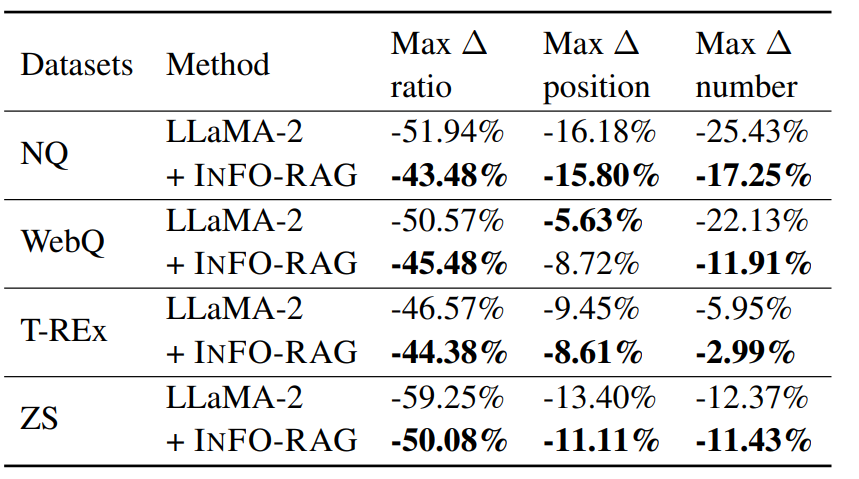 Datasets Method Max Δ ratio Max Δ position Max Δ number
NQ LLaMA-2 -51.94% -16.18% -25.43%
+ INFO-RAG -43.48% -15.80% -17.25%
WebQ LLaMA-2 -50.57% -5.63% -22.13%
+ INFO-RAG -45.48% -8.72% -11.91%
T-REx LLaMA-2 -46.57% -9.45% -5.95%
+ INFO-RAG -44.38% -8.61% -2.99%
ZS LLaMA-2 -59.25% -13.40% -12.37%
+ INFO-RAG -50.08% -11.11% -11.43%